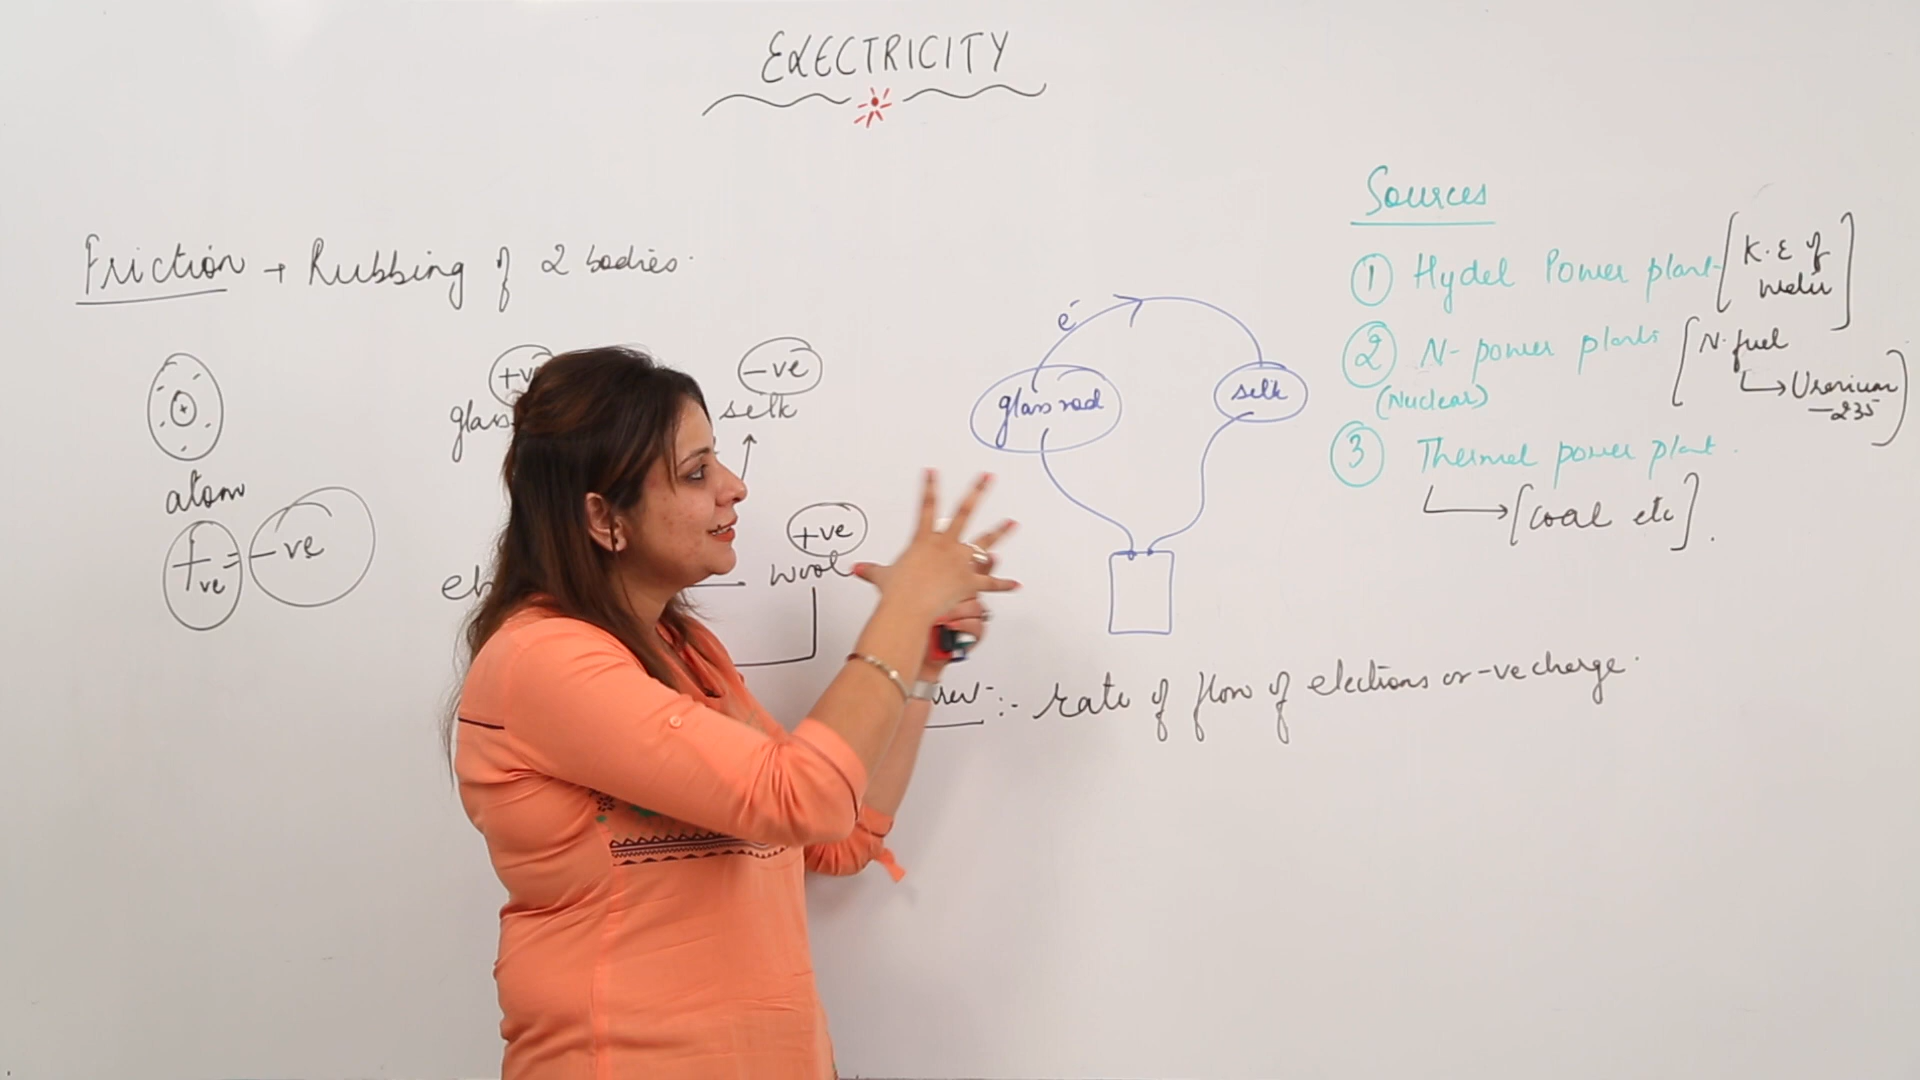 ELECTRICITY
Friction → Rubbing of 2 bodies.
atom
+ve = -ve
+ve
glass
-ve
silk
+ve
wool
e-
glass rod
silk
:- rate of flow of electrons or -ve charge.
Sources
① Hydel Power plant- [K.E of
water]
② N-power plants [N.fuel
(Nuclear) → Uranium
-235]
③ Thermal power plant.
→ [coal etc].